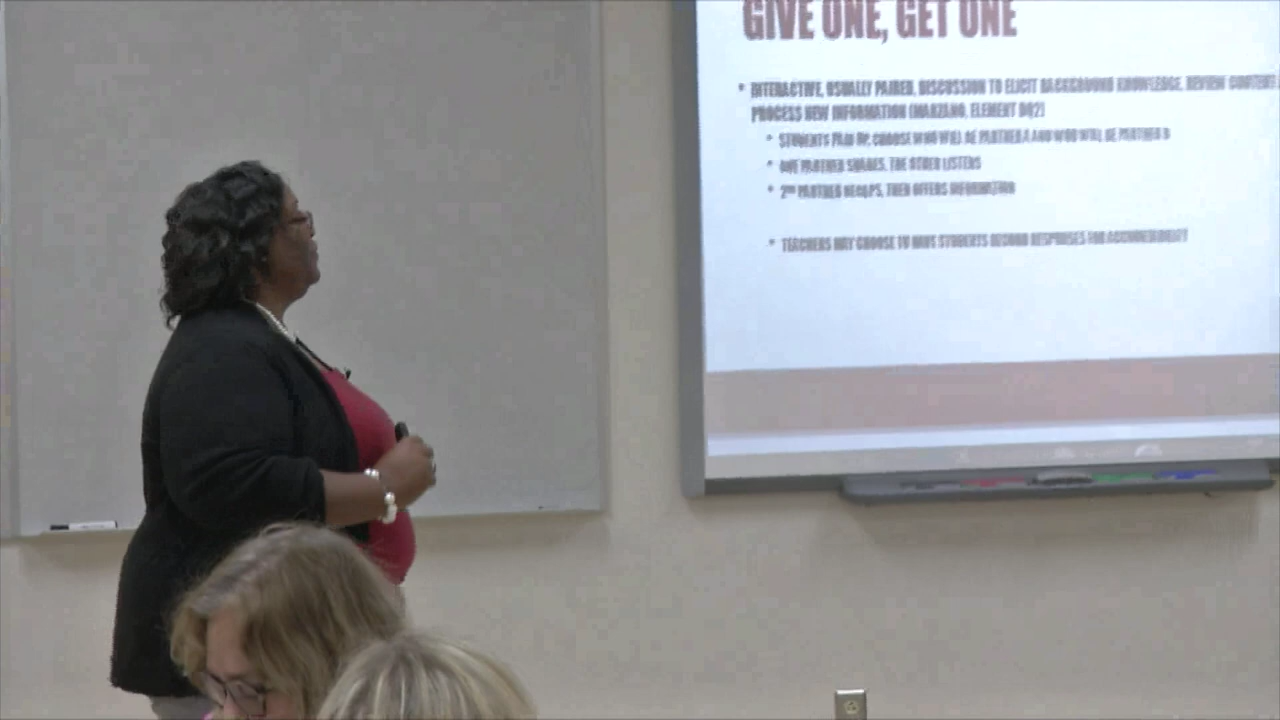 GIVE ONE, GET ONE
• INTERACTIVE, USUALLY PAIRED, DISCUSSION TO ELICIT BACKGROUND KNOWLEDGE, REVIEW CONTENT
PROCESS NEW INFORMATION (MARZANO, ELEMENT DQ2)
• STUDENTS PAIR UP, CHOOSE WHO WILL BE PARTNER A AND WHO WILL BE PARTNER B
• ONE PARTNER SHARES, THE OTHER LISTENS
• 2ND PARTNER RECAPS, THEN OFFERS INFORMATION
• TEACHERS MAY CHOOSE TO HAVE STUDENTS RECORD RESPONSES FOR ACCOUNTABILITY